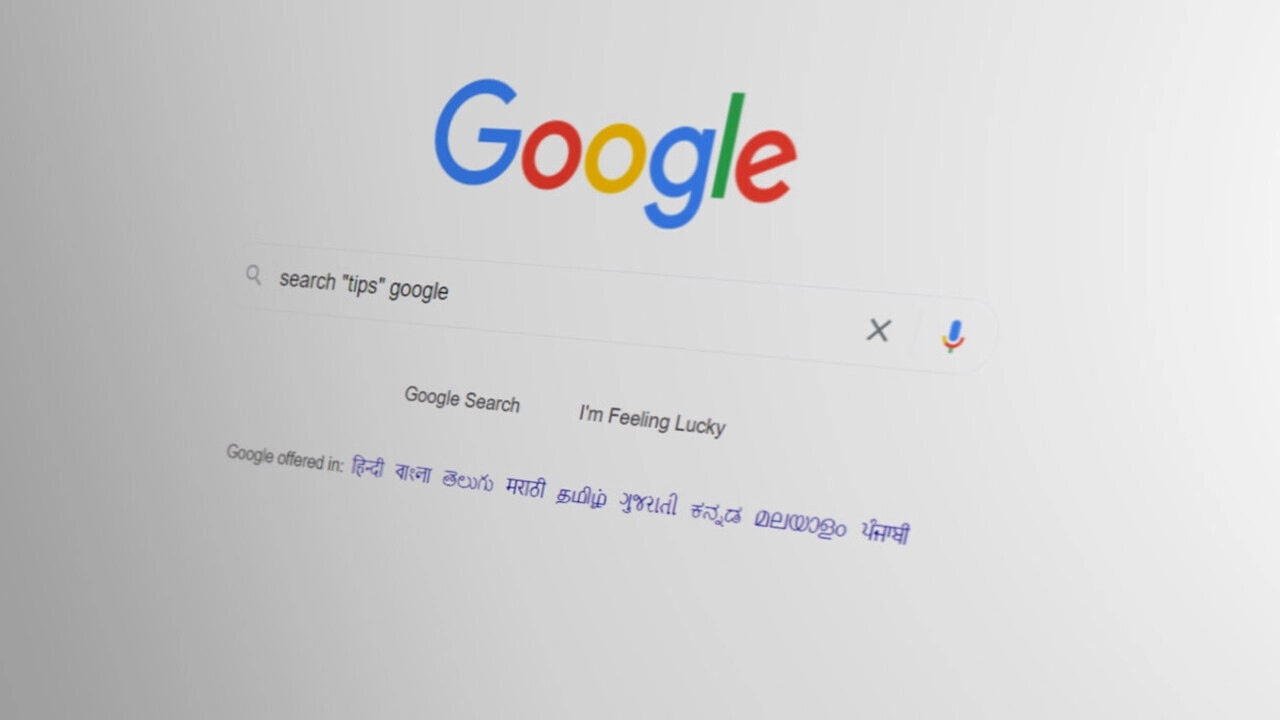 Google
search "tips" google
Google Search I'm Feeling Lucky
Google offered in: हिन्दी বাংলা తెలుగు मराठी தமிழ் ગુજરાતી ಕನ್ನಡ മലയാളം ਪੰਜਾਬੀ